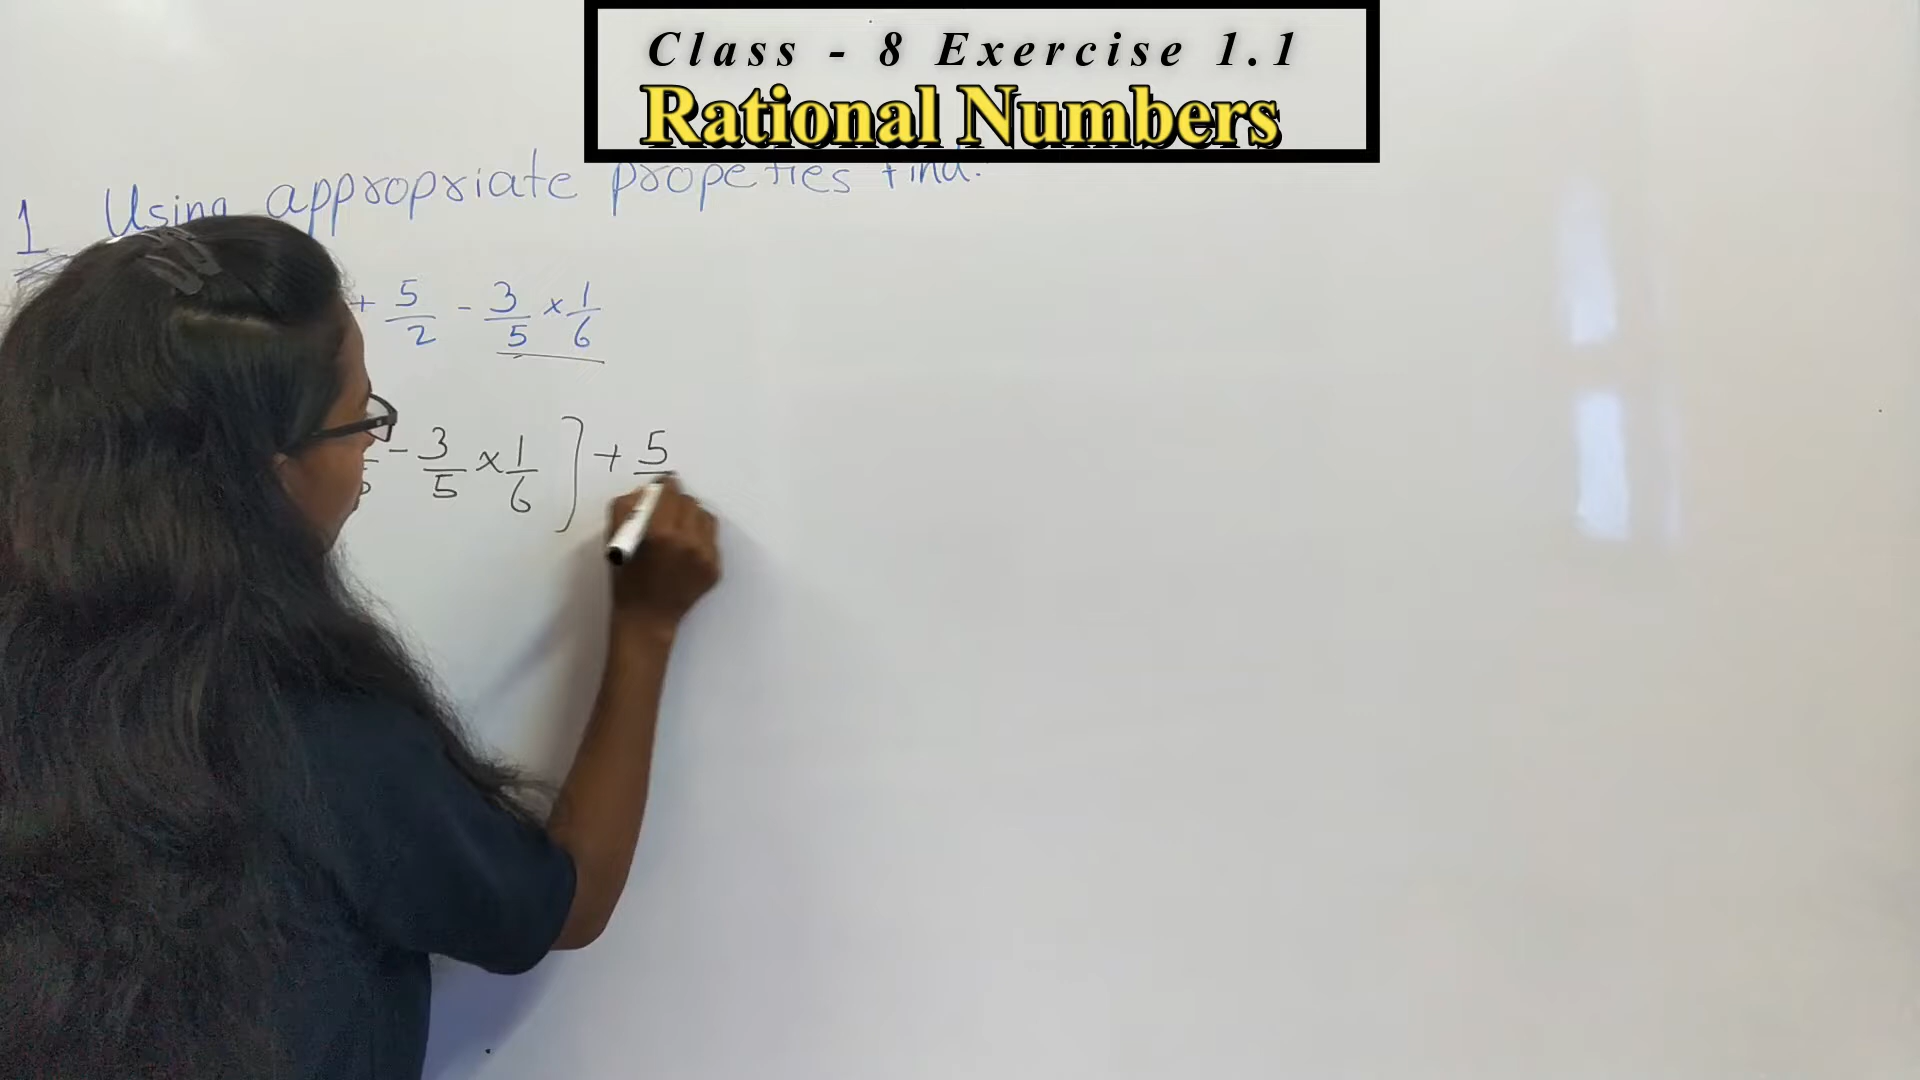 Class - 8 Exercise 1.1
Rational Numbers
1 Using appropriate propeties find:
+ 5/2 - 3/5 × 1/6
- 3/5 × 1/6 ] + 5